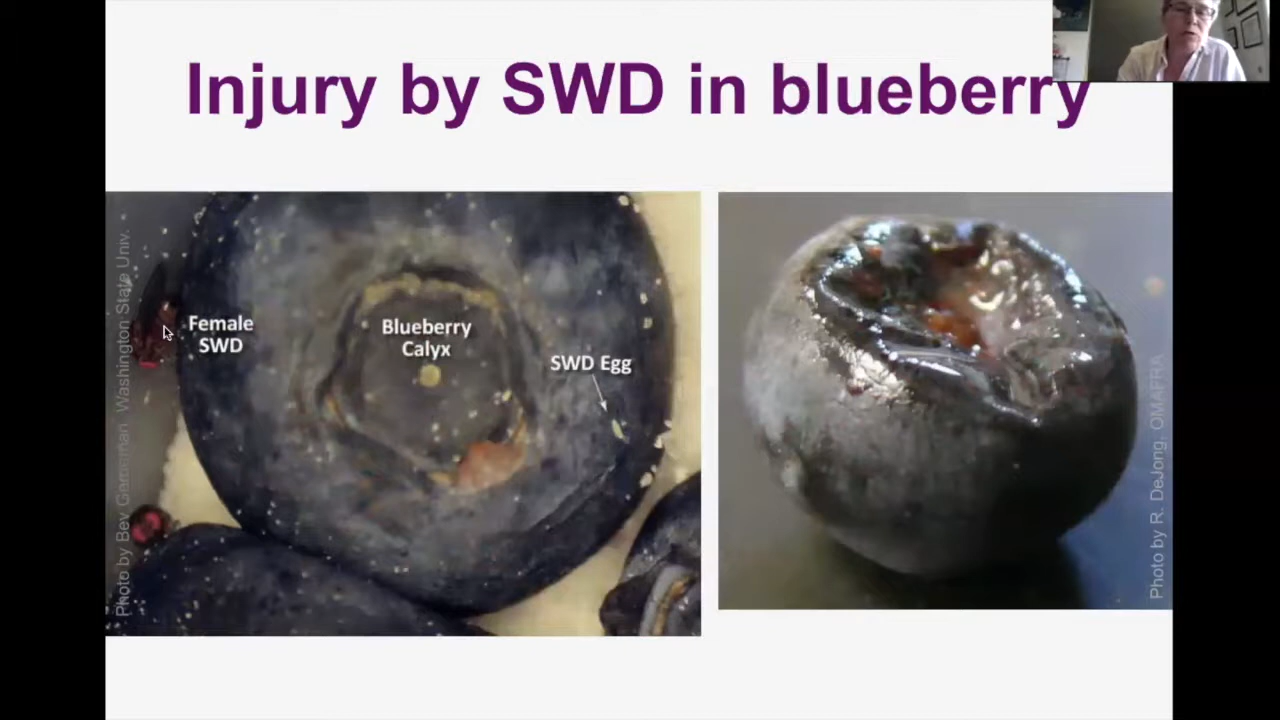 Injury by SWD in blueberry
Female
SWD
Blueberry
Calyx
SWD Egg
Photo by Bev Gerdeman Washington State Univ.
Photo by R. DeJong, OMAFRA